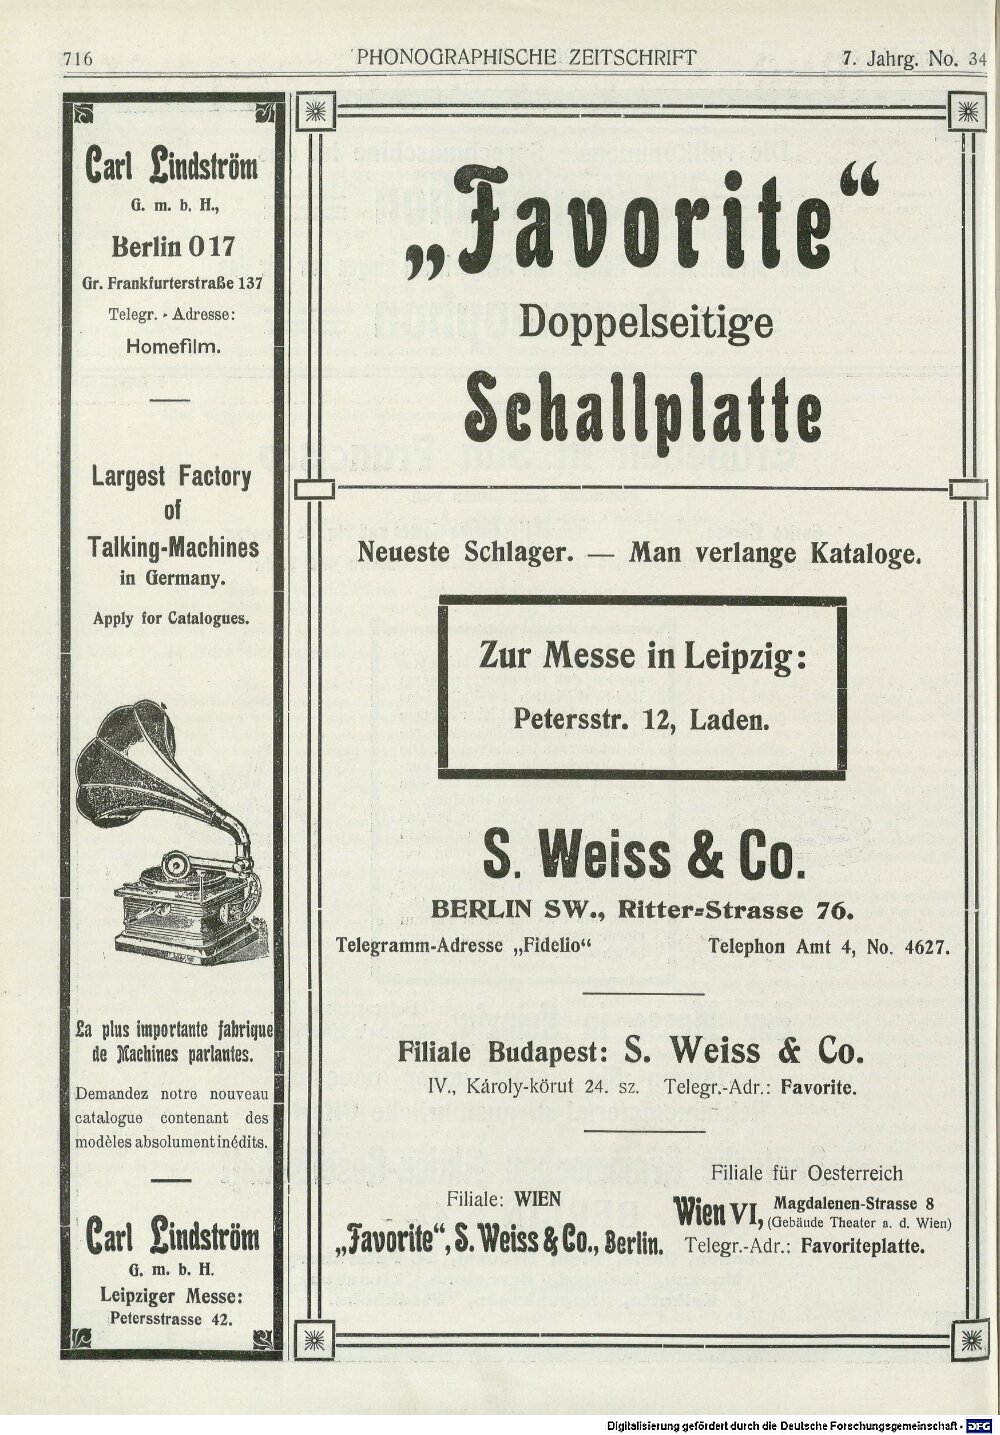 716
PHONOGRAPHISCHE ZEITSCHRIFT
7. Jahrg. No. 34
Carl Lindström
G. m. b. H.,
Berlin O 17
Gr. Frankfurterstraße 137
Telegr.-Adresse:
Homefilm.
Largest Factory
of
Talking-Machines
in Germany.
Apply for Catalogues.
La plus importante fabrique
de Machines parlantes.
Demandez notre nouveau
catalogue contenant des
modèles absolument inédits.
Carl Lindström
G. m. b. H.
Leipziger Messe:
Petersstrasse 42.
„Favorite“
Doppelseitige
Schallplatte
Neueste Schlager. — Man verlange Kataloge.
Zur Messe in Leipzig:
Petersstr. 12, Laden.
S. Weiss & Co.
BERLIN SW., Ritter-Strasse 76.
Telegramm-Adresse „Fidelio“ Telephon Amt 4, No. 4627.
Filiale Budapest: S. Weiss & Co.
IV., Károly-körut 24. sz. Telegr.-Adr.: Favorite.
Filiale: WIEN
„Favorite“, S. Weiss & Co., Berlin.
Filiale für Oesterreich
Wien VI, Magdalenen-Strasse 8
(Gebäude Theater a. d. Wien)
Telegr.-Adr.: Favoriteplatte.
Digitalisierung gefördert durch die Deutsche Forschungsgemeinschaft - DFG